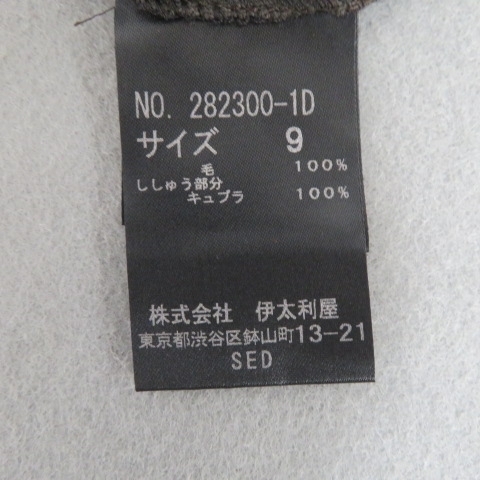 NO. 282300-1D
サイズ 9
毛 100%
ししゅう部分
キュプラ 100%
株式会社 伊太利屋
東京都渋谷区鉢山町13-21
SED